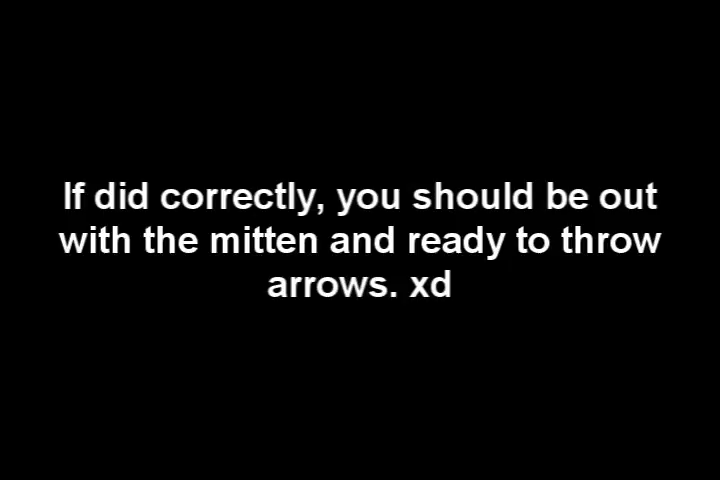 If did correctly, you should be out
with the mitten and ready to throw
arrows. xd